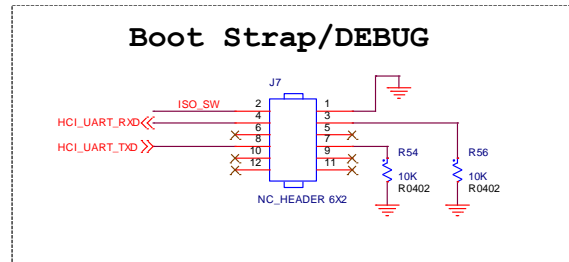 Boot Strap/DEBUG
J7
ISO_SW 2 1
HCI_UART_RXD 4 3
6 5
HCI_UART_TXD 8 7
10 9
12 11
R54 R56
10K 10K
R0402 R0402
NC_HEADER 6X2